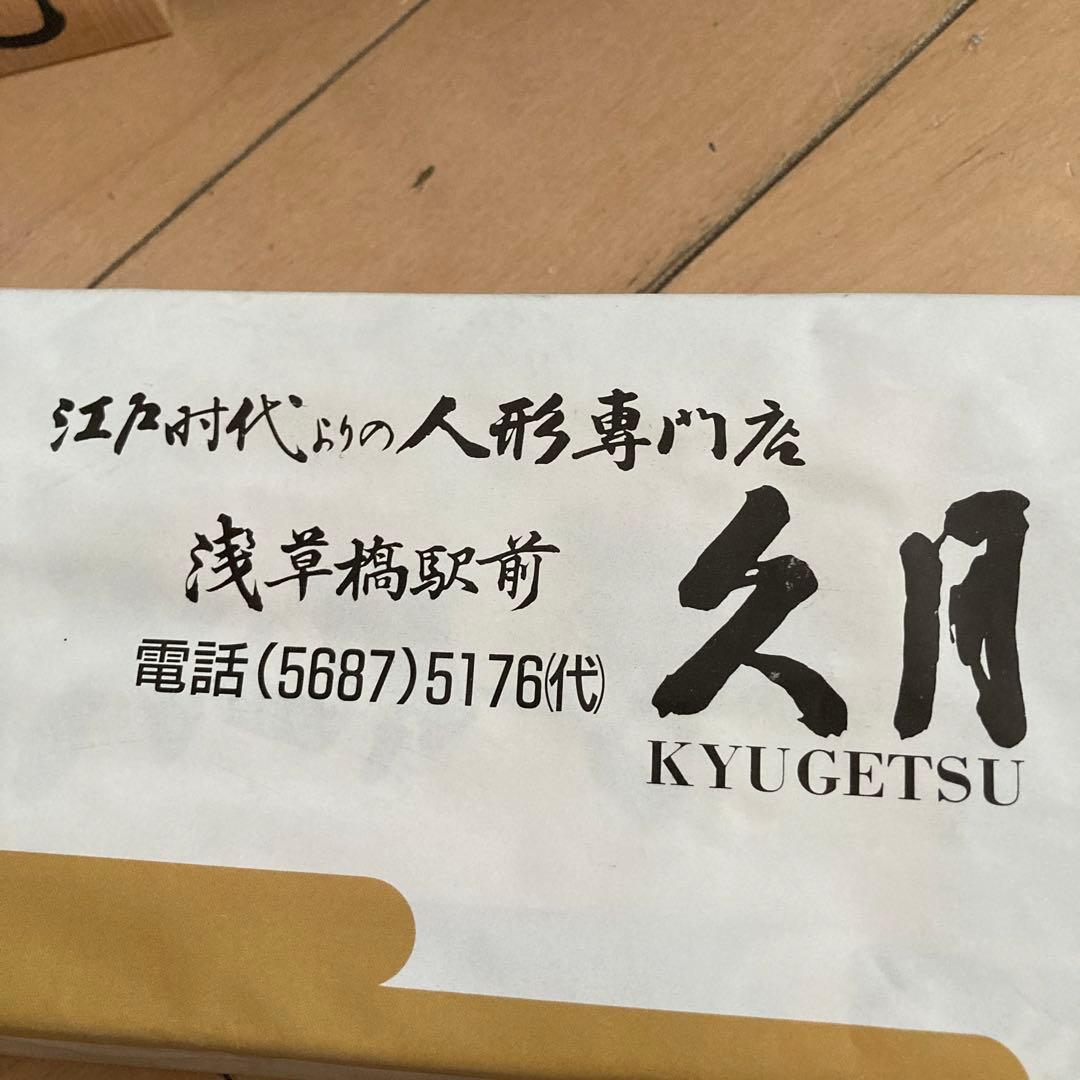 江戸时代よりの人形専門店
浅草橋駅前
電話(5687)5176(代)
久月
KYUGETSU